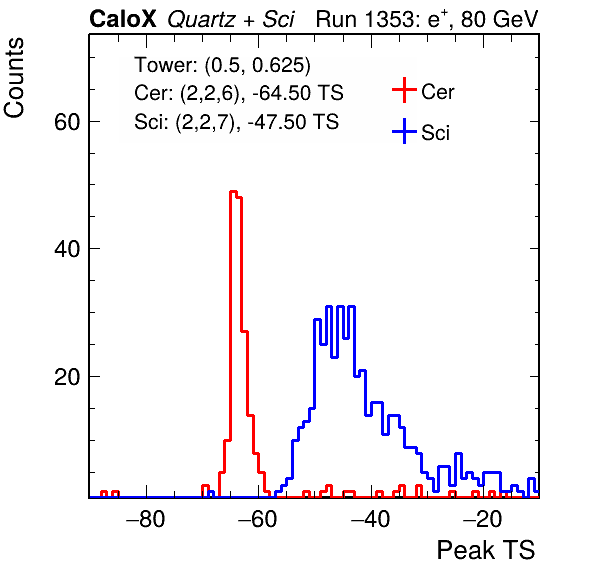 CaloX Quartz + Sci Run 1353: e⁺, 80 GeV
Tower: (0.5, 0.625)
Cer: (2,2,6), -64.50 TS
Sci: (2,2,7), -47.50 TS
Cer
Sci
Counts
60
40
20
−80 −60 −40 −20
Peak TS